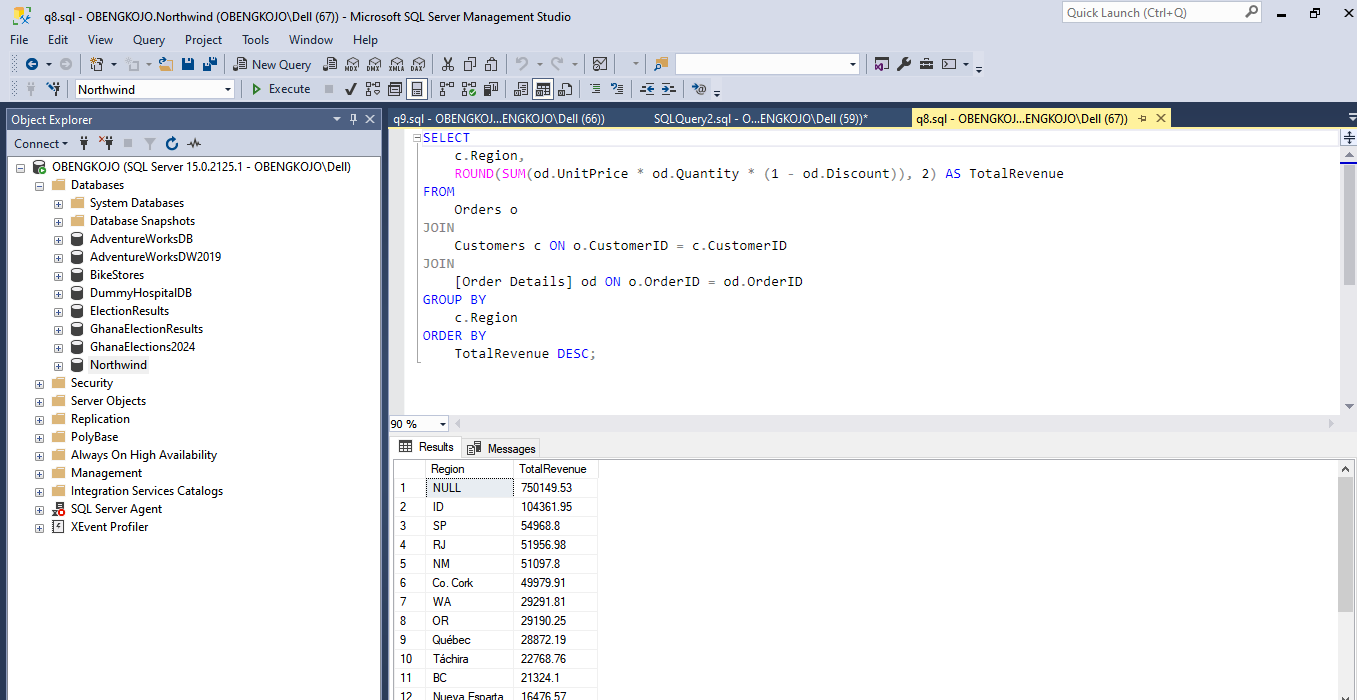 q8.sql - OBENGKOJO.Northwind (OBENGKOJO\Dell (67)) - Microsoft SQL Server Management Studio
Quick Launch (Ctrl+Q)
File Edit View Query Project Tools Window Help
New Query MDX DMX XMLA DAX
Northwind Execute
Object Explorer
Connect
OBENGKOJO (SQL Server 15.0.2125.1 - OBENGKOJO\Dell)
Databases
System Databases
Database Snapshots
AdventureWorksDB
AdventureWorksDW2019
BikeStores
DummyHospitalDB
ElectionResults
GhanaElectionResults
GhanaElections2024
Northwind
Security
Server Objects
Replication
PolyBase
Always On High Availability
Management
Integration Services Catalogs
SQL Server Agent
XEvent Profiler
q9.sql - OBENGKOJ...ENGKOJO\Dell (66))
SQLQuery2.sql - O...ENGKOJO\Dell (59))*
q8.sql - OBENGKOJ...ENGKOJO\Dell (67))
SELECT
c.Region,
ROUND(SUM(od.UnitPrice * od.Quantity * (1 - od.Discount)), 2) AS TotalRevenue
FROM
Orders o
JOIN
Customers c ON o.CustomerID = c.CustomerID
JOIN
[Order Details] od ON o.OrderID = od.OrderID
GROUP BY
c.Region
ORDER BY
TotalRevenue DESC;
90 %
Results Messages
Region TotalRevenue
1 NULL 750149.53
2 ID 104361.95
3 SP 54968.8
4 RJ 51956.98
5 NM 51097.8
6 Co. Cork 49979.91
7 WA 29291.81
8 OR 29190.25
9 Québec 28872.19
10 Táchira 22768.76
11 BC 21324.1
12 Nueva Esparta 16476.57